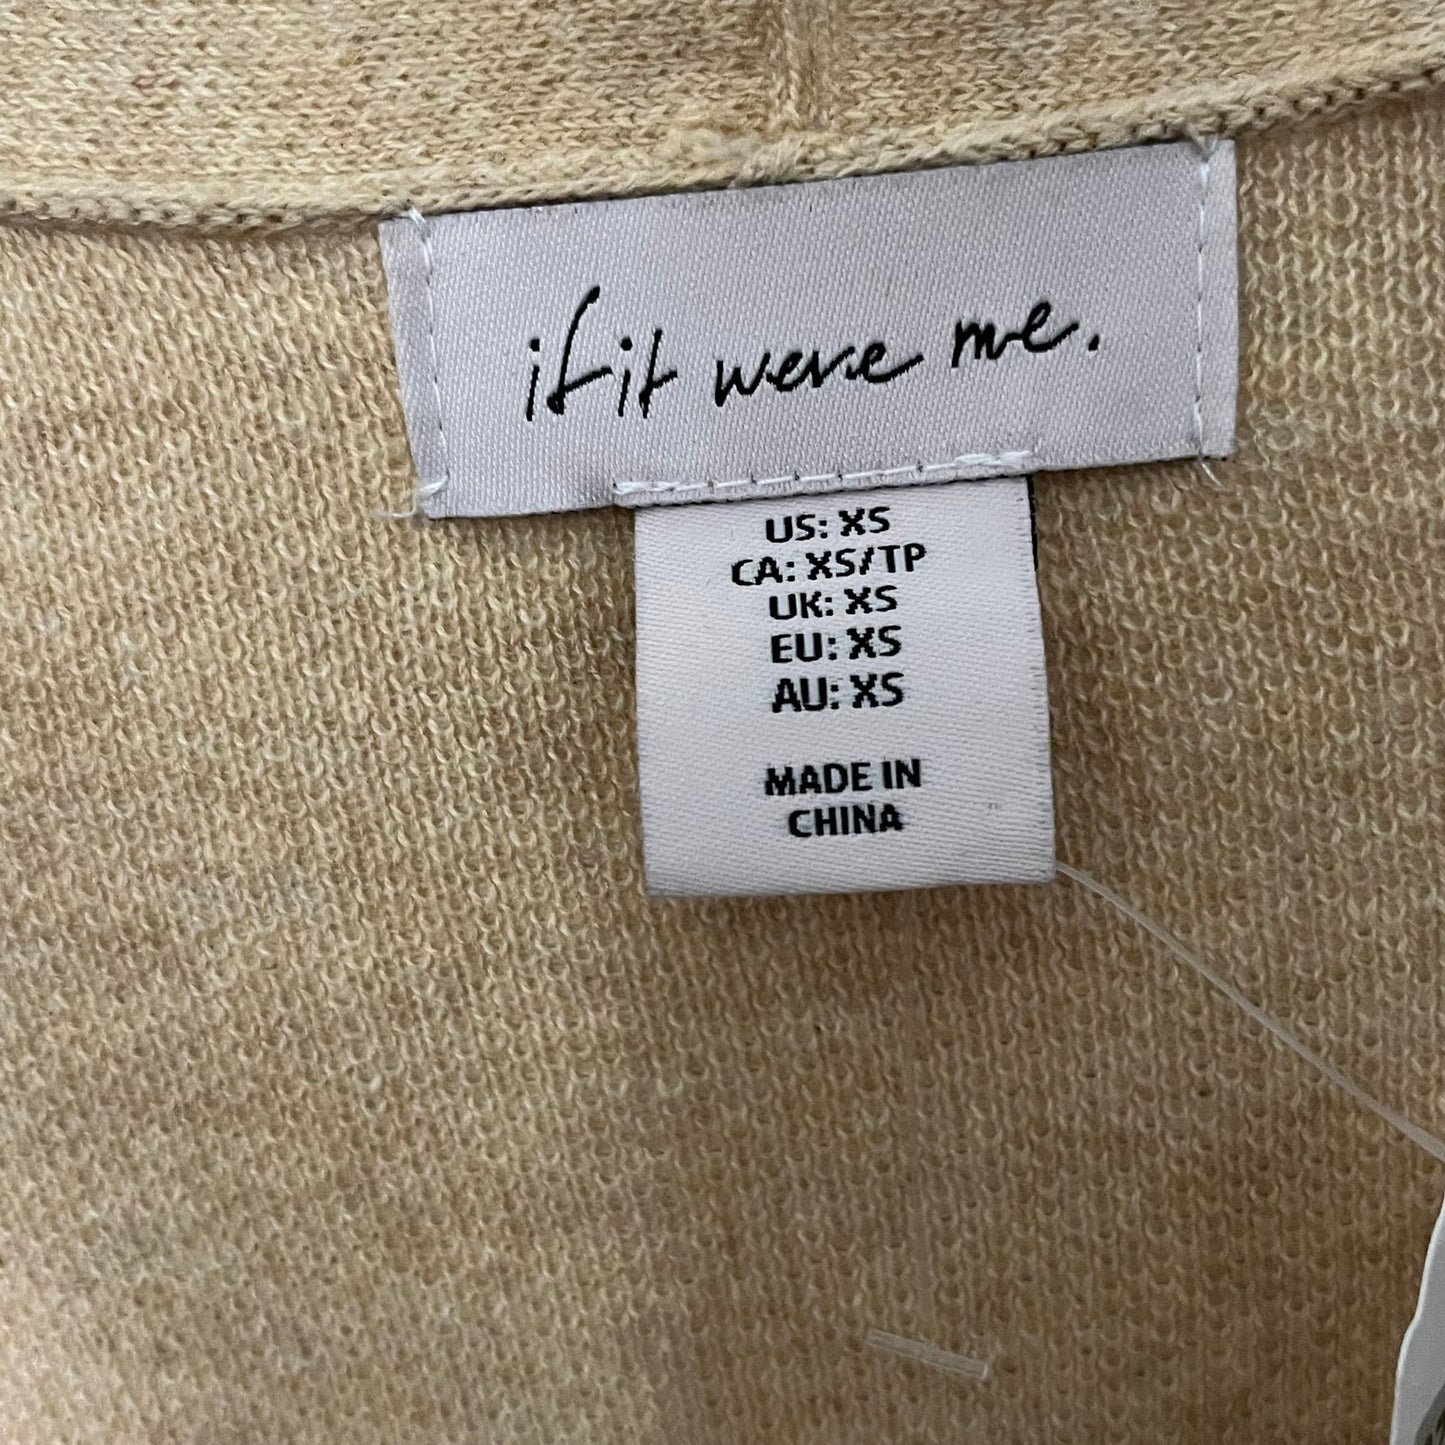 if it were me.
US: XS
CA: XS/TP
UK: XS
EU: XS
AU: XS
MADE IN
CHINA